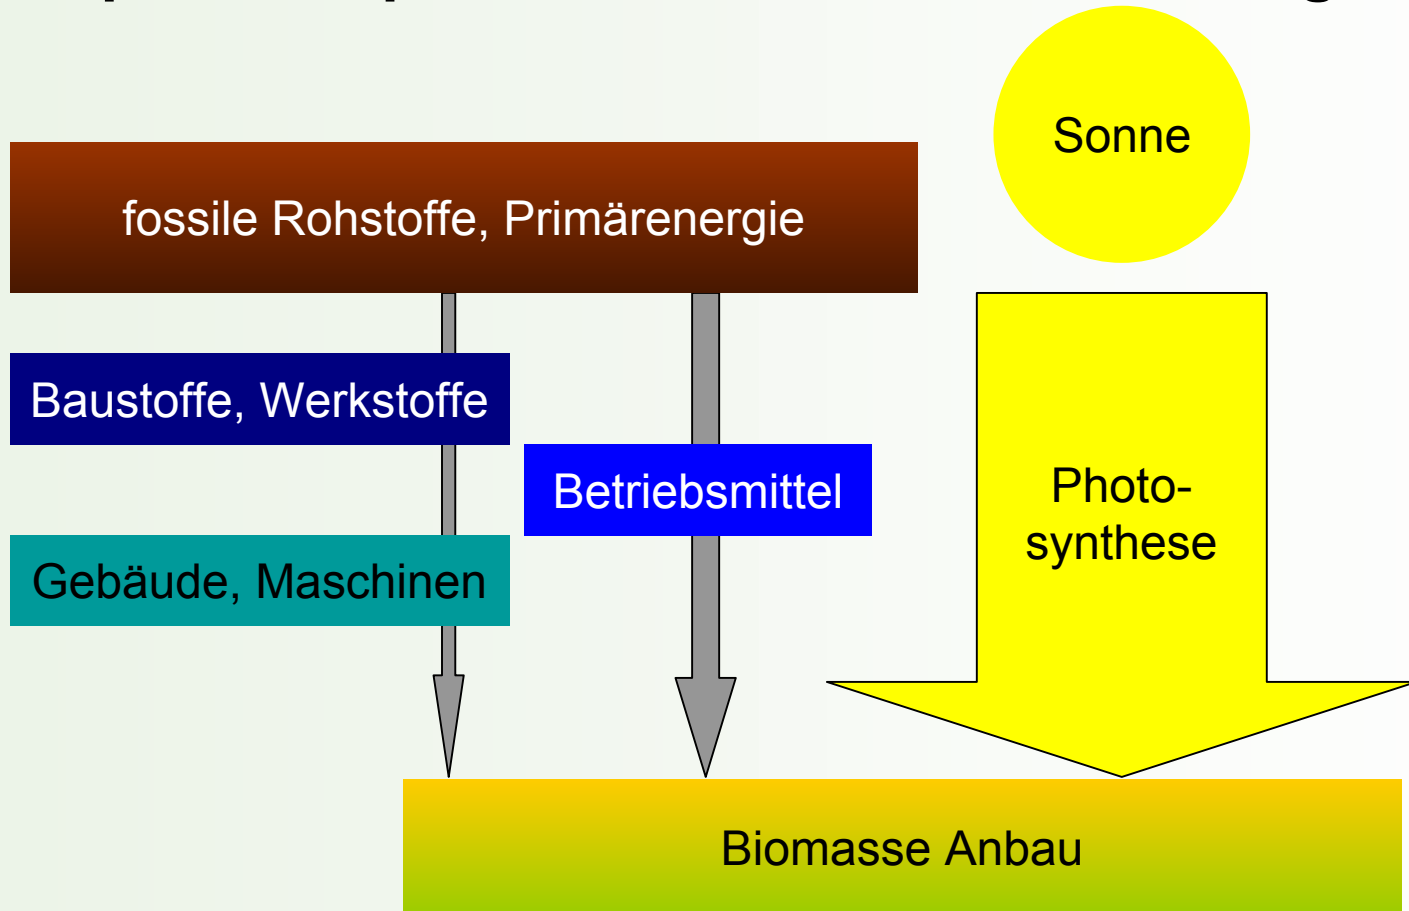 Sonne
fossile Rohstoffe, Primärenergie
Baustoffe, Werkstoffe
Betriebsmittel
Photo-
synthese
Gebäude, Maschinen
Biomasse Anbau